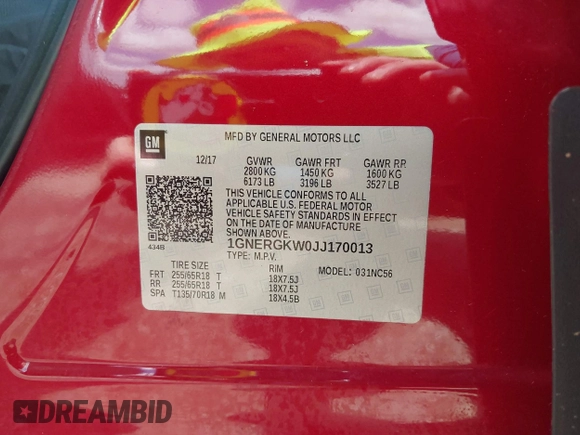 GM
MFD BY GENERAL MOTORS LLC
12/17 GVWR GAWR FRT GAWR RR
2800 KG 1450 KG 1600 KG
6173 LB 3196 LB 3527 LB
THIS VEHICLE CONFORMS TO ALL
APPLICABLE U.S. FEDERAL MOTOR
VEHICLE SAFETY STANDARDS IN EFFECT
ON THE DATE OF MANUFACTURE
SHOWN ABOVE.
434B
1GNERGKW0JJ170013
TYPE: M.P.V.
TIRE SIZE RIM MODEL: 031NC56
FRT 255/65R18 T 18X7.5J
RR 255/65R18 T 18X7.5J
SPA T135/70R18 M 18X4.5B
DREAMBID